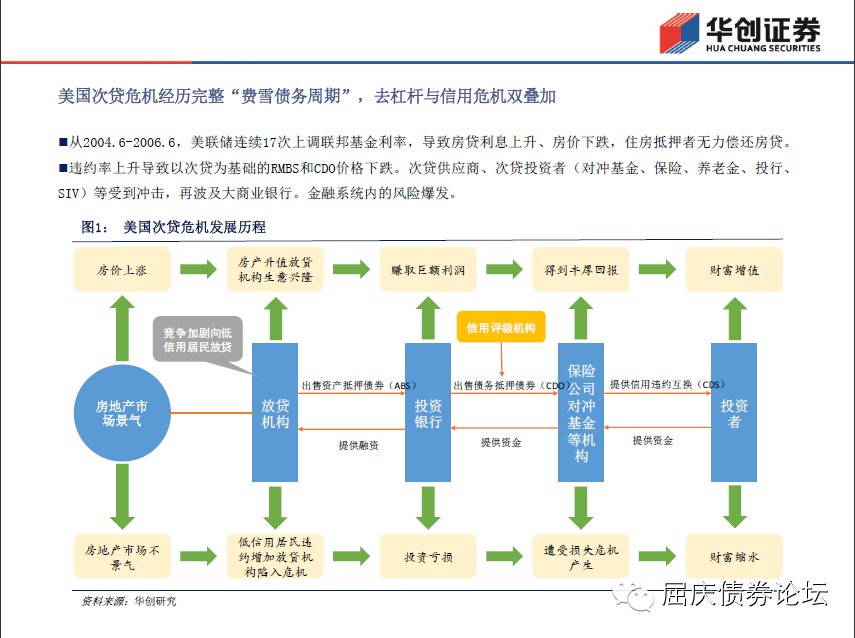 华创证券
HUA CHUANG SECURITIES
美国次贷危机经历完整“费雪债务周期”，去杠杆与信用危机双叠加
■从2004.6-2006.6，美联储连续17次上调联邦基金利率，导致房贷利息上升、房价下跌，住房抵押者无力偿还房贷。
■违约率上升导致以次贷为基础的RMBS和CDO价格下跌。次贷供应商、次贷投资者（对冲基金、保险、养老金、投行、
SIV）等受到冲击，再波及大商业银行。金融系统内的风险爆发。
图1： 美国次贷危机发展历程
房价上涨
房产升值放贷
机构生意兴隆
赚取巨额利润
得到丰厚回报
财富增值
竞争加剧向低
信用居民放贷
信用评级机构
房地产市
场景气
放贷
机构
出售资产抵押债券（ABS）
提供融资
投资
银行
出售债务抵押债券（CDO）
提供资金
保险
公司
对冲
基金
等机
构
提供信用违约互换（CDS）
提供资金
投资
者
房地产市场不
景气
低信用居民违
约增加放贷机
构陷入危机
投资亏损
遭受损失危机
产生
财富缩水
资料来源：华创研究
屈庆债券论坛